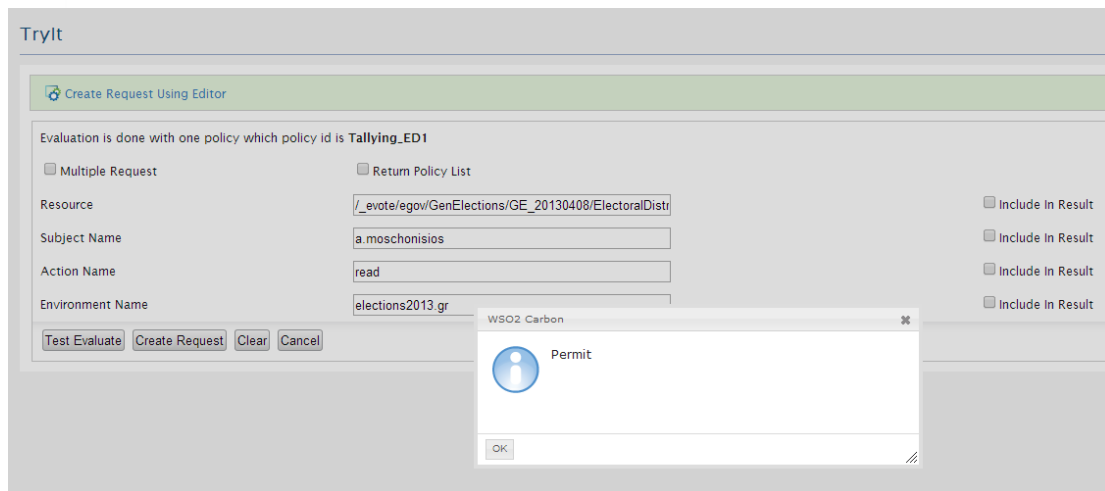 TryIt
Create Request Using Editor
Evaluation is done with one policy which policy id is Tallying_ED1
Multiple Request Return Policy List
Resource /_evote/egov/GenElections/GE_20130408/ElectoralDistr Include In Result
Subject Name a.moschonisios Include In Result
Action Name read Include In Result
Environment Name elections2013.gr Include In Result
WSO2 Carbon
Test Evaluate Create Request Clear Cancel
Permit
OK